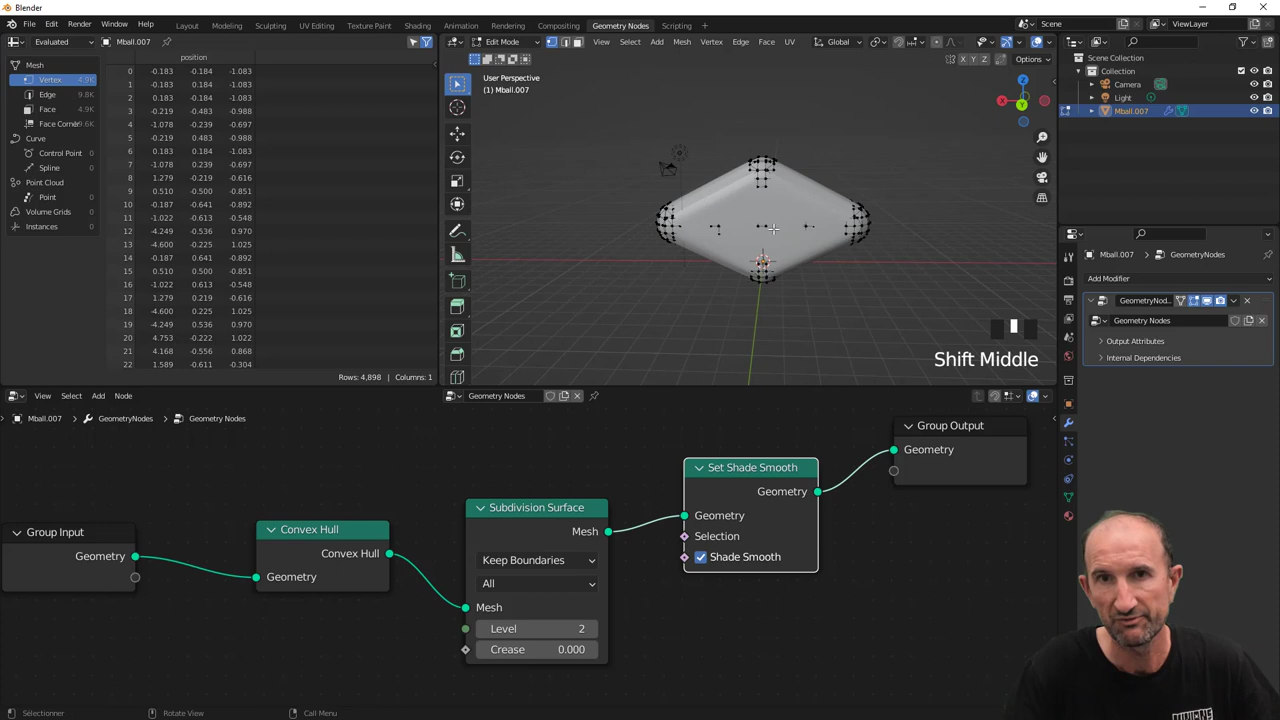 Blender
File Edit Render Window Help Layout Modeling Sculpting UV Editing Texture Paint Shading Animation Rendering Compositing Geometry Nodes Scripting + Scene ViewLayer
Evaluated Mball.007 Edit Mode View Select Add Mesh Vertex Edge Face UV Global
X Y Z Options
position
Mesh
Vertex 4.9K
Edge 9.8K
Face 4.9K
Face Corner
Curve
Control Point 0
Spline 0
Point Cloud
Point 0
Volume Grids 0
Instances 0
0 -0.183 -0.184 -1.083
1 -0.183 0.184 -1.083
2 0.183 0.184 -1.083
3 -0.219 -0.483 -0.988
4 -1.078 -0.239 -0.697
5 -0.219 0.483 -0.988
6 0.183 -0.184 -1.083
7 -1.078 0.239 -0.697
8 1.279 -0.219 -0.616
9 0.510 -0.500 -0.851
10 -0.187 -0.641 -0.892
11 -1.022 -0.613 -0.548
12 -4.249 0.536 0.970
13 -4.600 -0.225 1.025
14 -0.187 0.641 -0.892
15 0.510 0.500 -0.851
16 -1.022 0.613 -0.548
17 1.279 0.219 -0.616
18 -4.600 0.225 1.025
19 -4.249 -0.536 0.970
20 4.753 -0.222 1.020
21 4.168 -0.556 0.868
22 1.589 -0.611 -0.304
Rows: 4,898 | Columns: 1
User Perspective
(1) Mball.007
Z
X
Y
Shift Middle
Scene Collection
Collection
Camera
Light
Mball.007
Mball.007 GeometryNodes
Add Modifier
GeometryNod..
Geometry Nodes
Output Attributes
Internal Dependencies
View Select Add Node Geometry Nodes
Mball.007 GeometryNodes Geometry Nodes
Group Input
Geometry
Convex Hull
Convex Hull
Geometry
Subdivision Surface
Mesh
Keep Boundaries
All
Mesh
Level 2
Crease 0.000
Set Shade Smooth
Geometry
Geometry
Selection
Shade Smooth
Group Output
Geometry
Sélectionner Rotate View Call Menu